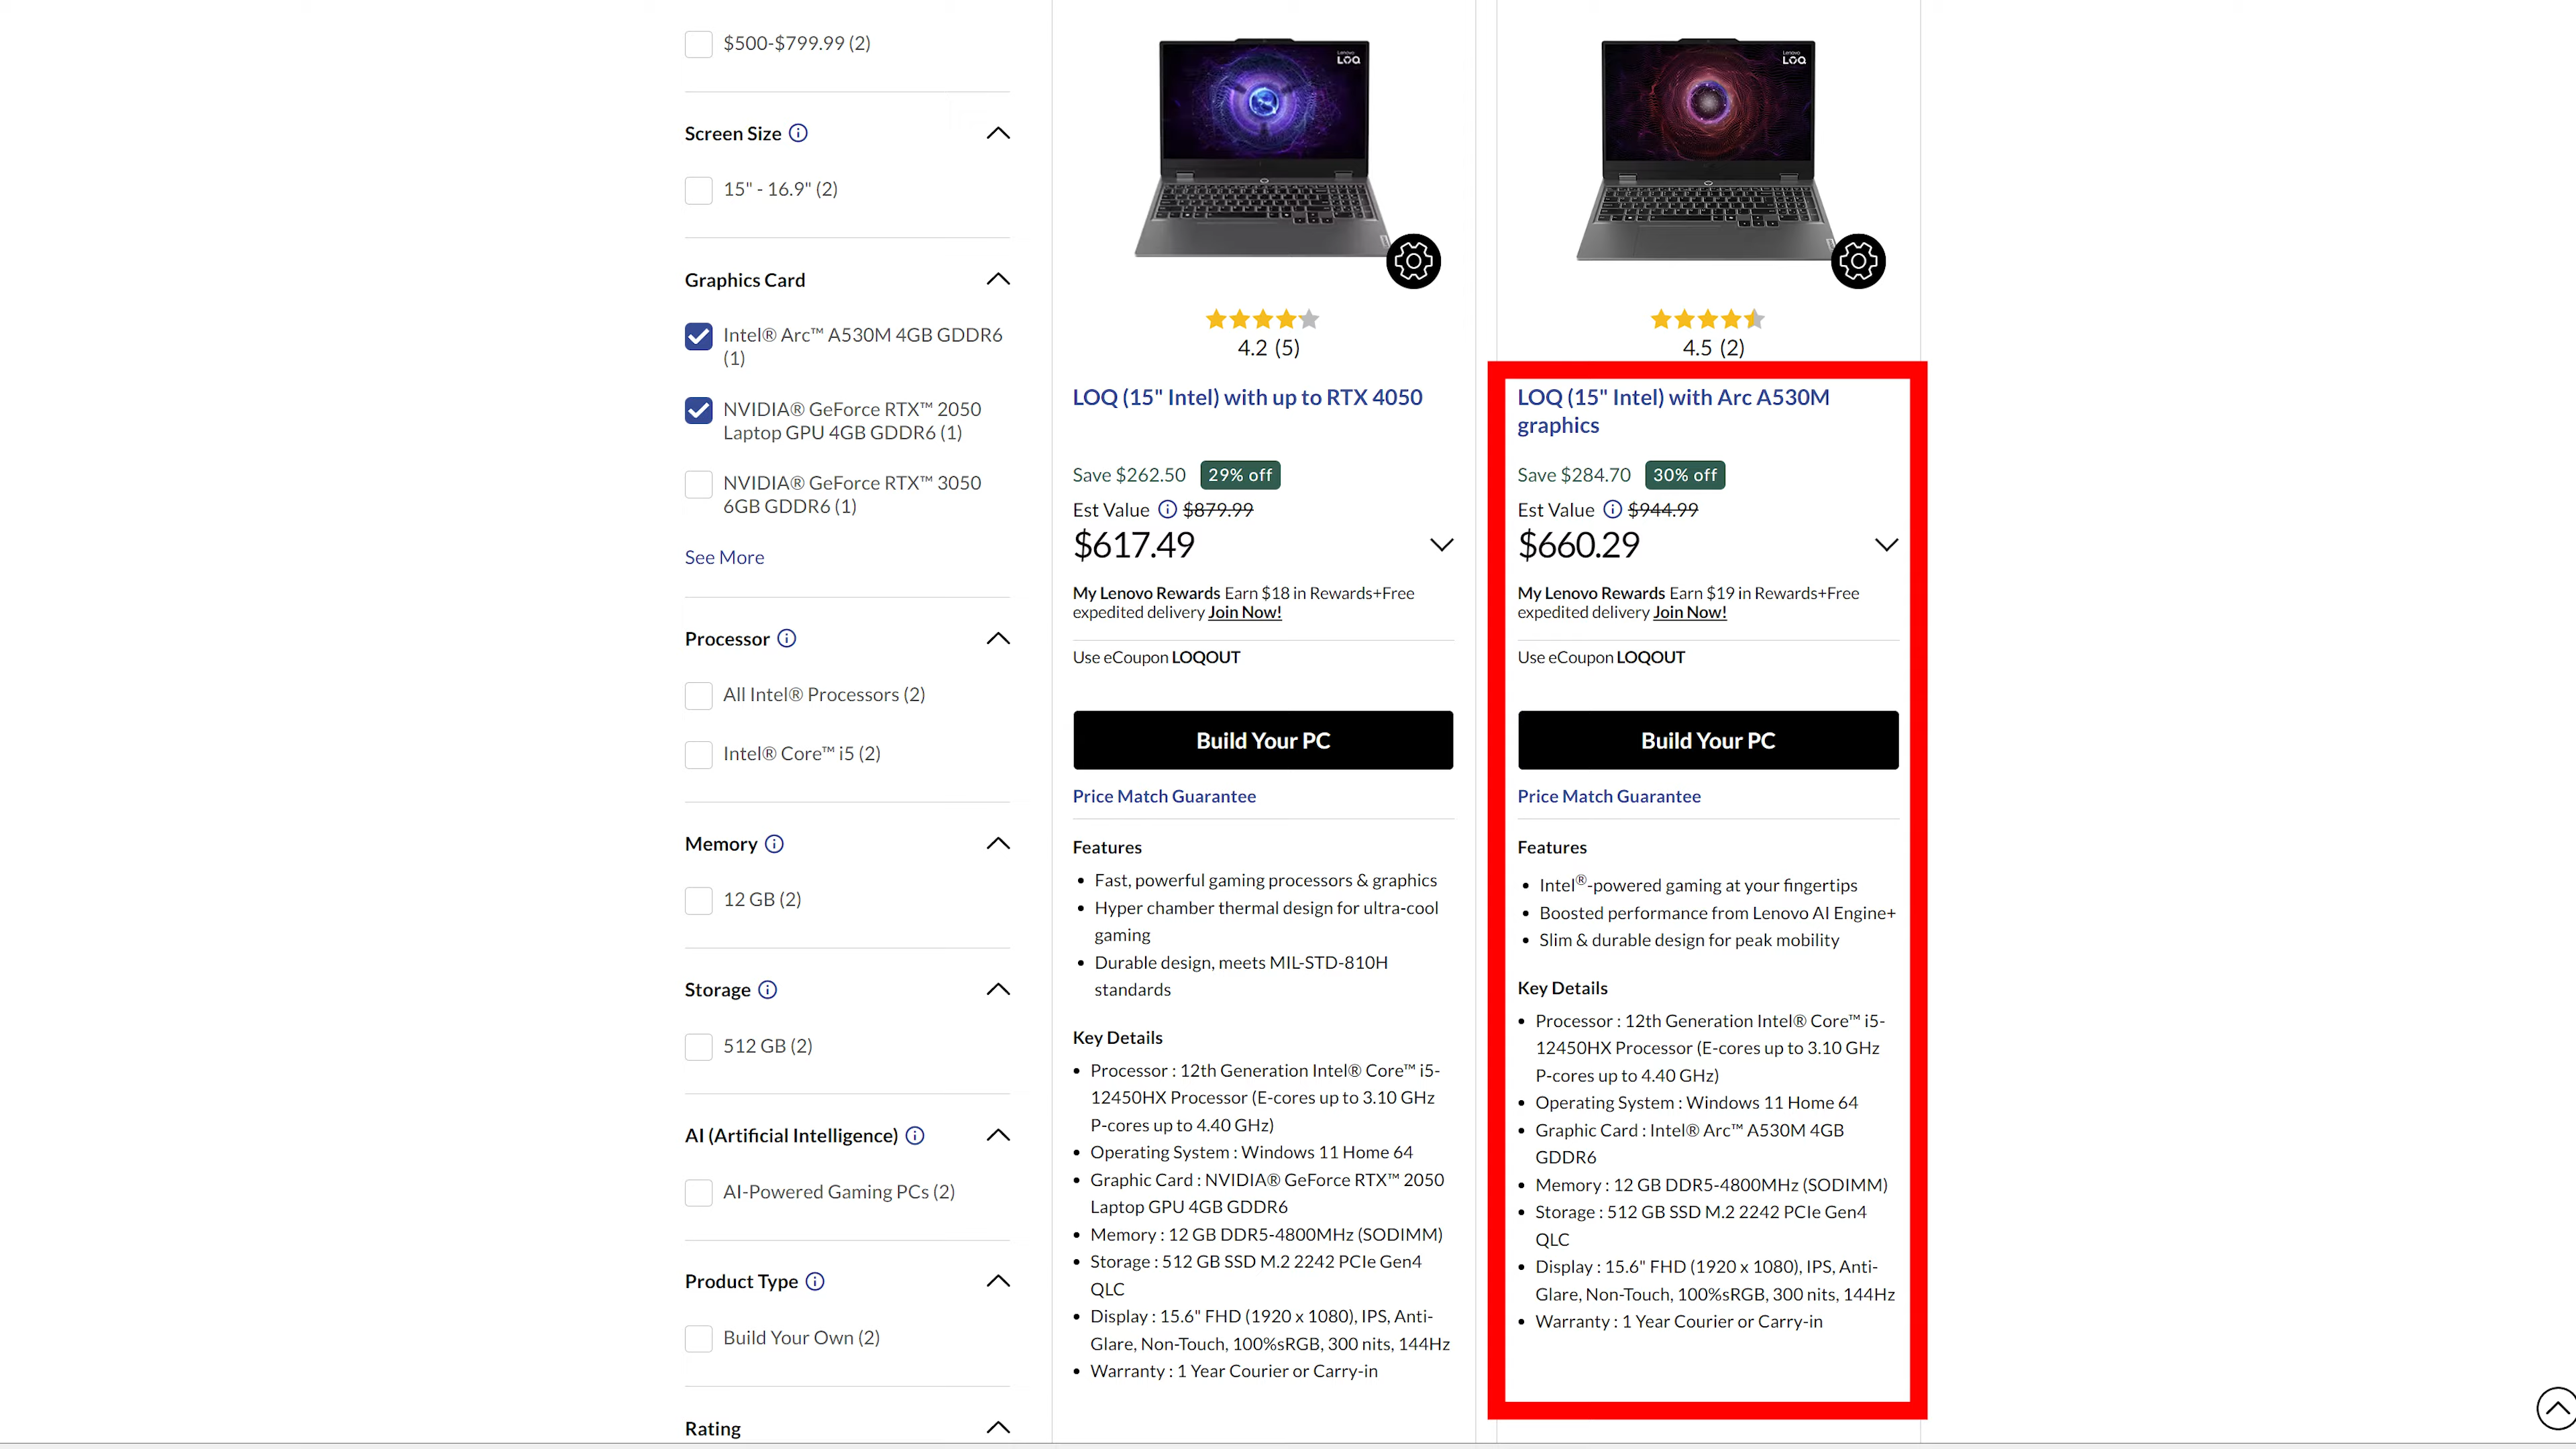 $500-$799.99 (2)
Screen Size
15" - 16.9" (2)
Graphics Card
Intel® Arc™ A530M 4GB GDDR6
(1)
NVIDIA® GeForce RTX™ 2050
Laptop GPU 4GB GDDR6 (1)
NVIDIA® GeForce RTX™ 3050
6GB GDDR6 (1)
See More
Processor
All Intel® Processors (2)
Intel® Core™ i5 (2)
Memory
12 GB (2)
Storage
512 GB (2)
AI (Artificial Intelligence)
AI-Powered Gaming PCs (2)
Product Type
Build Your Own (2)
Rating
Lenovo
LOQ
4.2 (5)
LOQ (15" Intel) with up to RTX 4050
Save $262.50 29% off
Est Value $879.99
$617.49
My Lenovo Rewards Earn $18 in Rewards+Free
expedited delivery Join Now!
Use eCoupon LOQOUT
Build Your PC
Price Match Guarantee
Features
• Fast, powerful gaming processors & graphics
• Hyper chamber thermal design for ultra-cool
gaming
• Durable design, meets MIL-STD-810H
standards
Key Details
• Processor : 12th Generation Intel® Core™ i5-
12450HX Processor (E-cores up to 3.10 GHz
P-cores up to 4.40 GHz)
• Operating System : Windows 11 Home 64
• Graphic Card : NVIDIA® GeForce RTX™ 2050
Laptop GPU 4GB GDDR6
• Memory : 12 GB DDR5-4800MHz (SODIMM)
• Storage : 512 GB SSD M.2 2242 PCIe Gen4
QLC
• Display : 15.6" FHD (1920 x 1080), IPS, Anti-
Glare, Non-Touch, 100%sRGB, 300 nits, 144Hz
• Warranty : 1 Year Courier or Carry-in
Lenovo
LOQ
4.5 (2)
LOQ (15" Intel) with Arc A530M
graphics
Save $284.70 30% off
Est Value $944.99
$660.29
My Lenovo Rewards Earn $19 in Rewards+Free
expedited delivery Join Now!
Use eCoupon LOQOUT
Build Your PC
Price Match Guarantee
Features
• Intel®-powered gaming at your fingertips
• Boosted performance from Lenovo AI Engine+
• Slim & durable design for peak mobility
Key Details
• Processor : 12th Generation Intel® Core™ i5-
12450HX Processor (E-cores up to 3.10 GHz
P-cores up to 4.40 GHz)
• Operating System : Windows 11 Home 64
• Graphic Card : Intel® Arc™ A530M 4GB
GDDR6
• Memory : 12 GB DDR5-4800MHz (SODIMM)
• Storage : 512 GB SSD M.2 2242 PCIe Gen4
QLC
• Display : 15.6" FHD (1920 x 1080), IPS, Anti-
Glare, Non-Touch, 100%sRGB, 300 nits, 144Hz
• Warranty : 1 Year Courier or Carry-in